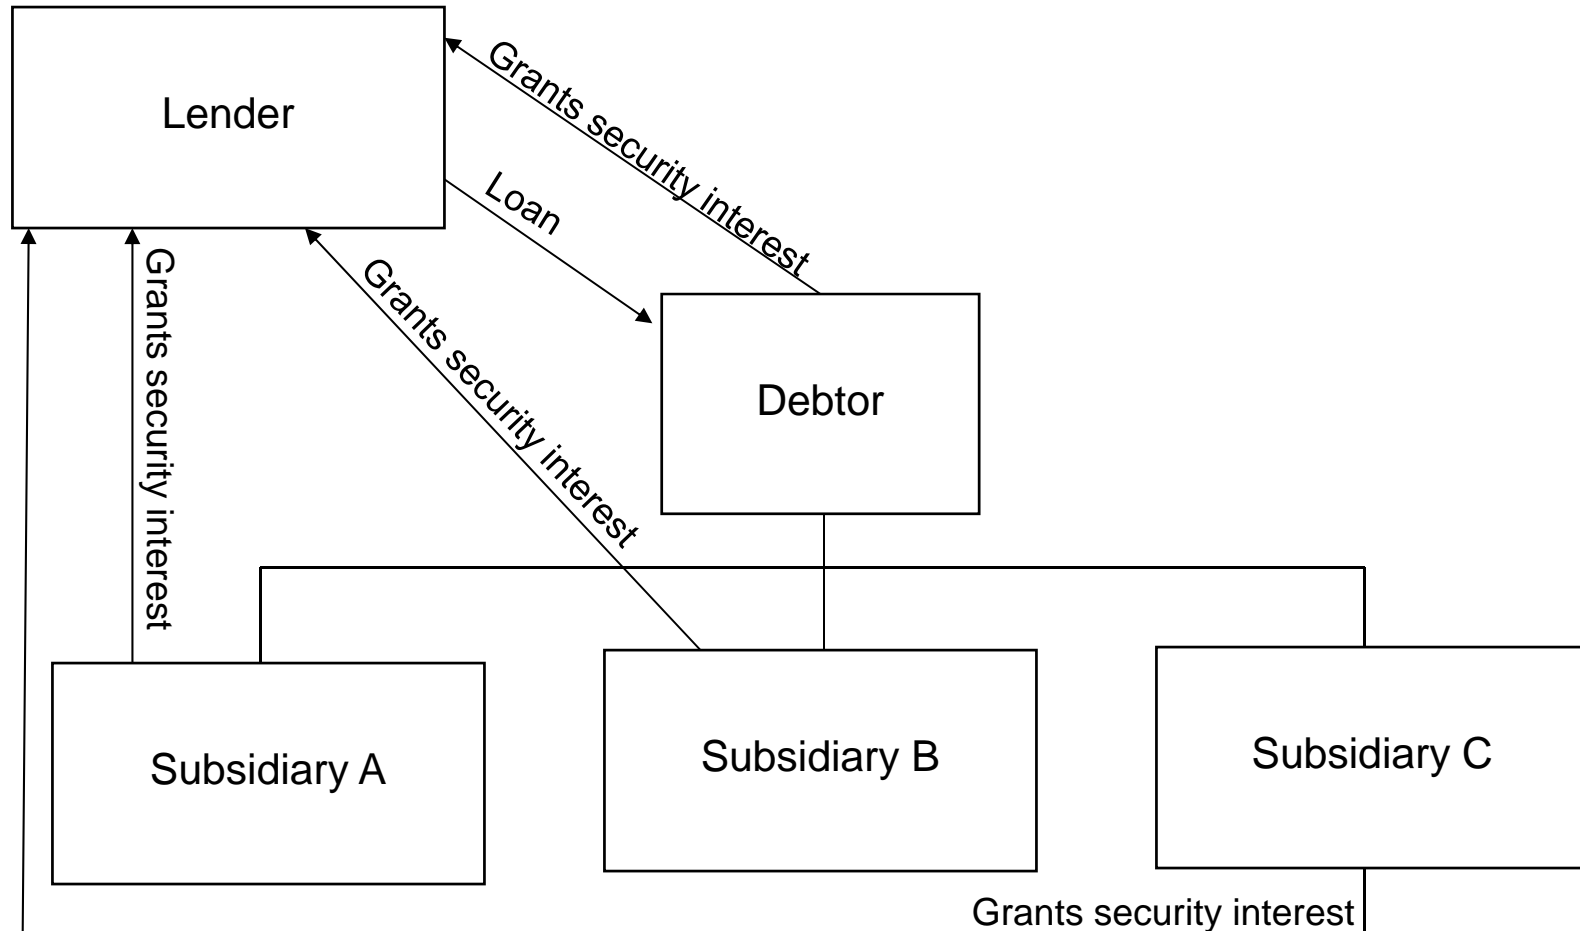 Lender
Grants security interest
Loan
Grants security interest
Grants security interest
Debtor
Subsidiary A
Subsidiary B
Subsidiary C
Grants security interest